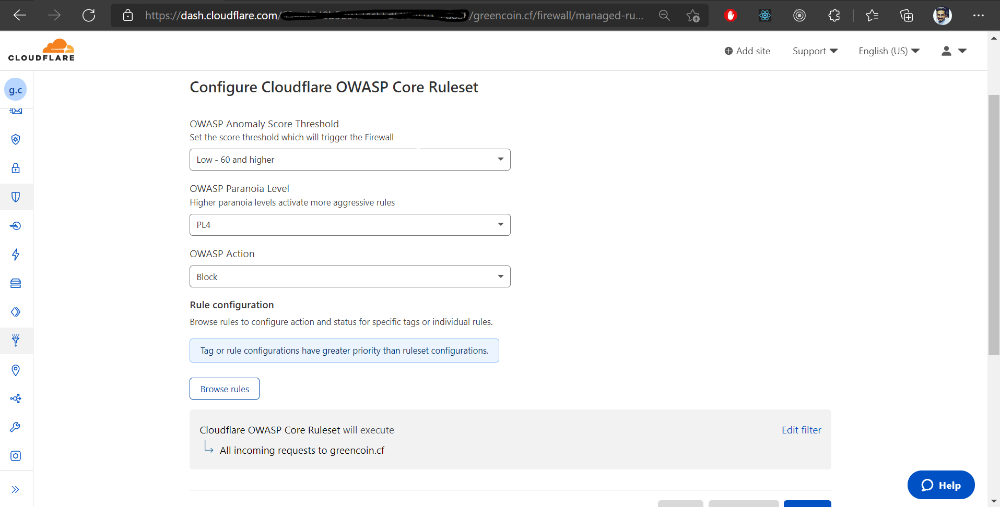 https://dash.cloudflare.com/
/greencoin.cf/firewall/managed-ru...
CLOUDFLARE
Add site
Support
English (US)
g.c
Configure Cloudflare OWASP Core Ruleset
OWASP Anomaly Score Threshold
Set the score threshold which will trigger the Firewall
Low - 60 and higher
OWASP Paranoia Level
Higher paranoia levels activate more aggressive rules
PL4
OWASP Action
Block
Rule configuration
Browse rules to configure action and status for specific tags or individual rules.
Tag or rule configurations have greater priority than ruleset configurations.
Browse rules
Cloudflare OWASP Core Ruleset will execute
Edit filter
All incoming requests to greencoin.cf
Help